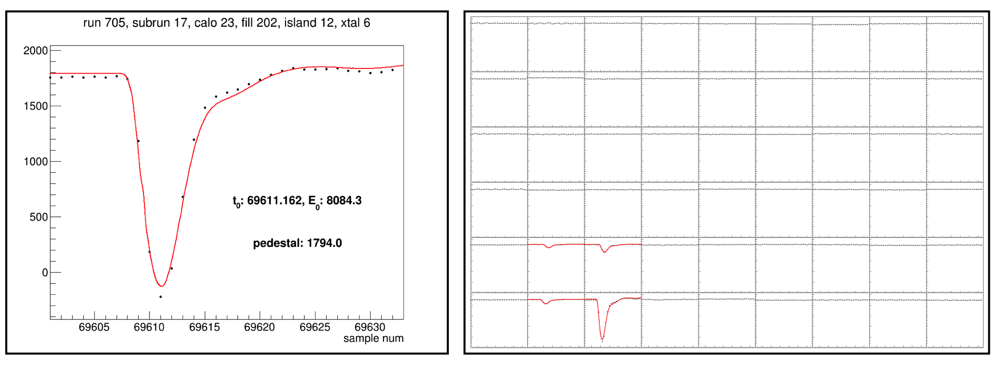 run 705, subrun 17, calo 23, fill 202, island 12, xtal 6
2000
1500
1000
500
0
t0: 69611.162, E0: 8084.3
pedestal: 1794.0
69605 69610 69615 69620 69625 69630
sample num